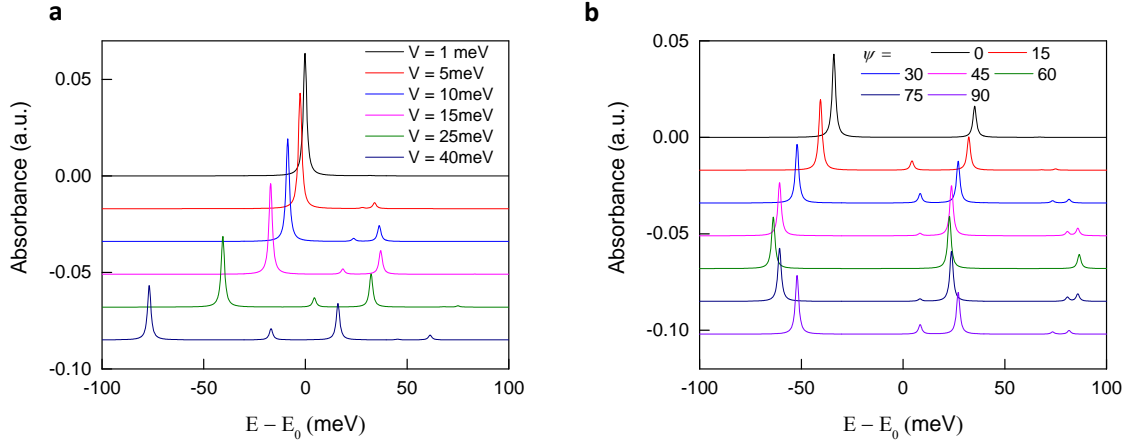 a
V = 1 meV
V = 5meV
V = 10meV
V = 15meV
V = 25meV
V = 40meV
0.05
0.00
-0.05
-0.10
Absorbance (a.u.)
-100 -50 0 50 100
E − E₀ (meV)
b
ψ = 0 15
30 45 60
75 90
0.05
0.00
-0.05
-0.10
Absorbance (a.u.)
-100 -50 0 50 100
E − E₀ (meV)